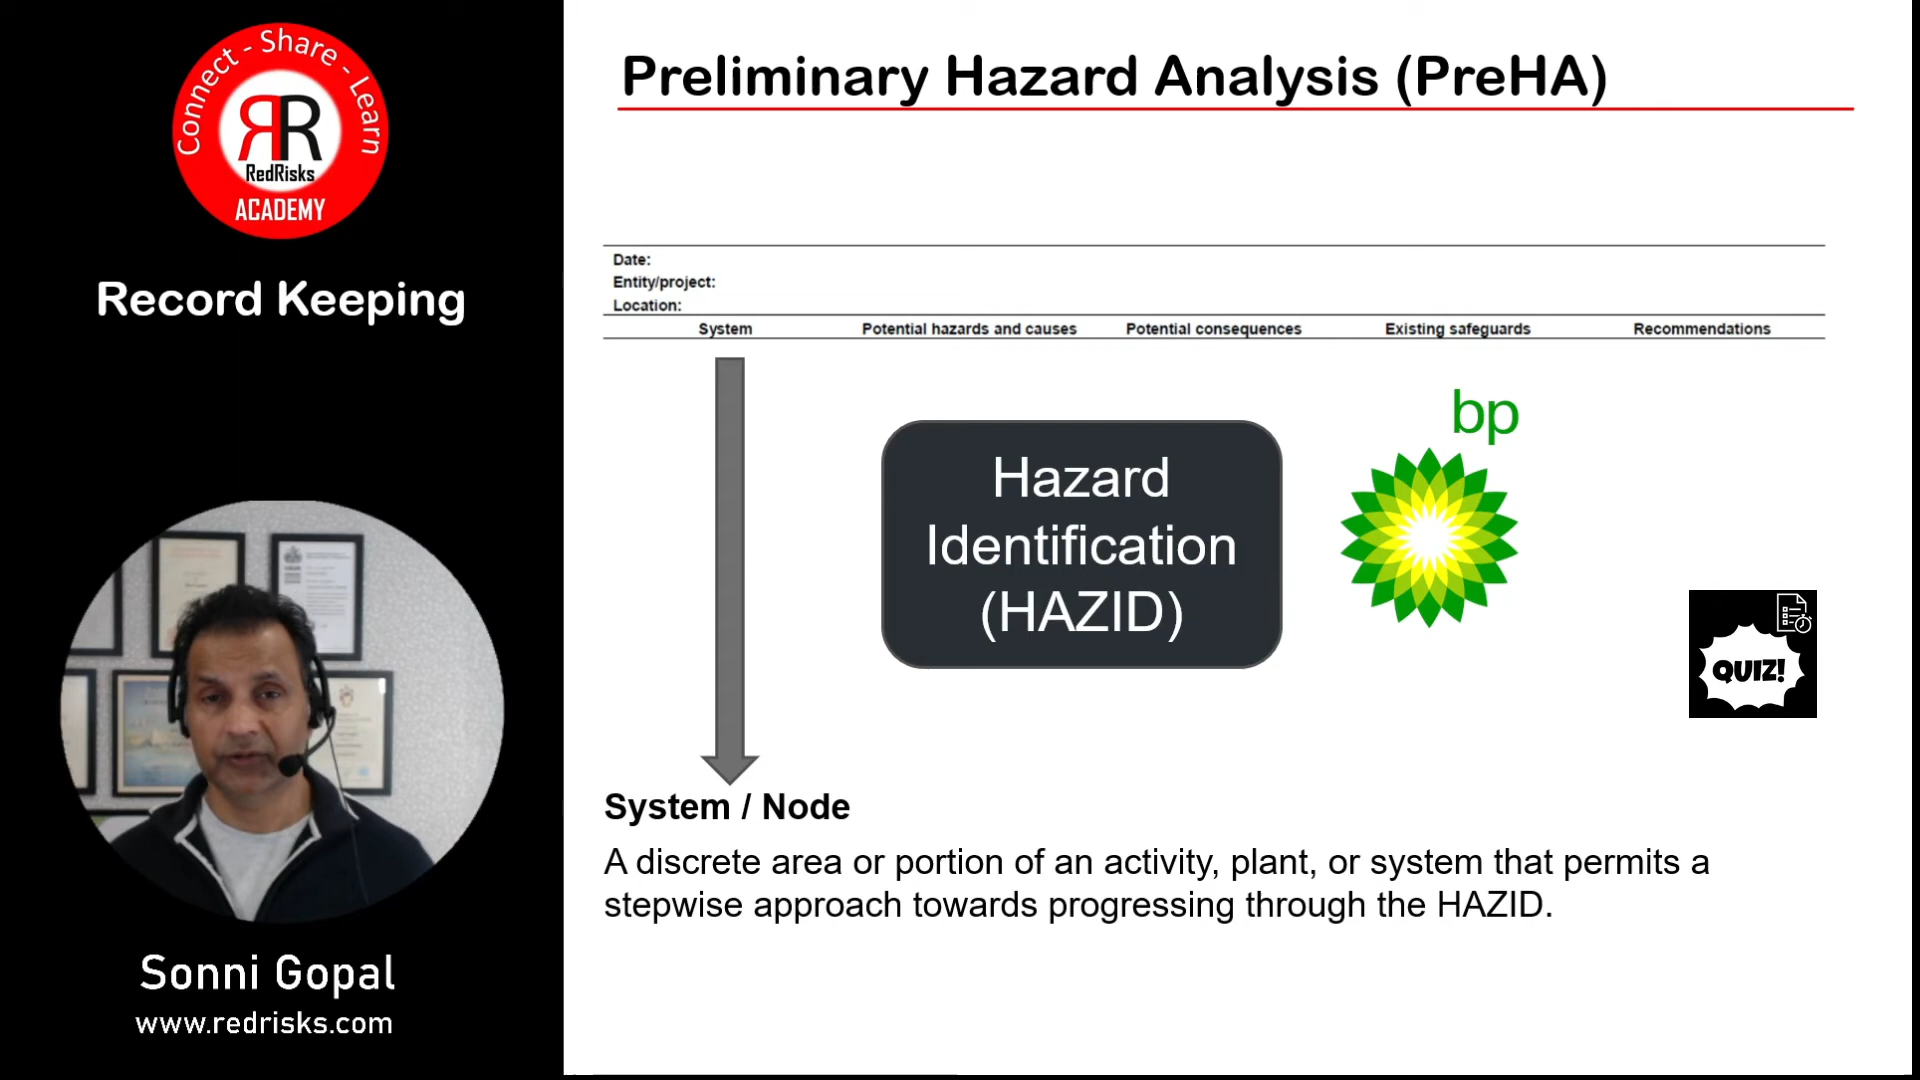 Connect - Share - Learn
RR
RedRisks
ACADEMY
Record Keeping
Sonni Gopal
www.redrisks.com
Preliminary Hazard Analysis (PreHA)
Date:
Entity/project:
Location:
System Potential hazards and causes Potential consequences Existing safeguards Recommendations
Hazard
Identification
(HAZID)
bp
QUIZ!
System / Node
A discrete area or portion of an activity, plant, or system that permits a
stepwise approach towards progressing through the HAZID.